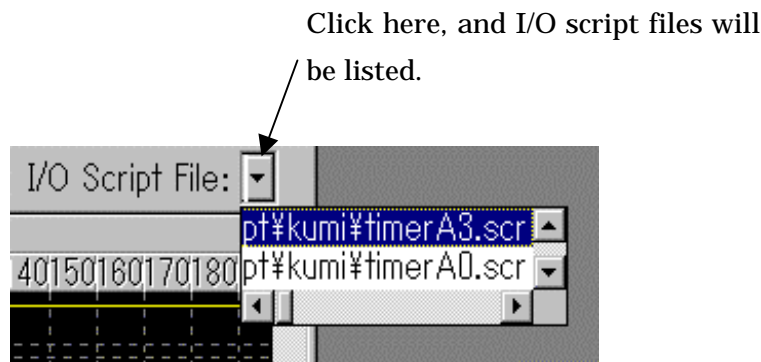 Click here, and I/O script files will
be listed.
I/O Script File:
pt¥kumi¥timerA3.scr
40150160170180
pt¥kumi¥timerA0.scr